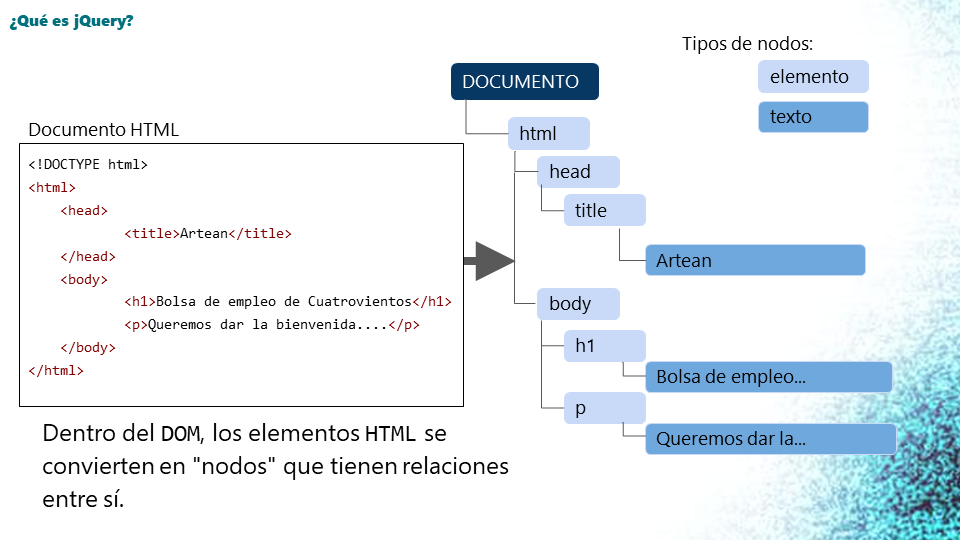 ¿Qué es jQuery?
Tipos de nodos:
elemento
texto
Documento HTML
<!DOCTYPE html>
<html>
<head>
<title>Artean</title>
</head>
<body>
<h1>Bolsa de empleo de Cuatrovientos</h1>
<p>Queremos dar la bienvenida....</p>
</body>
</html>
DOCUMENTO
html
head
title
Artean
body
h1
Bolsa de empleo...
p
Queremos dar la...
Dentro del DOM, los elementos HTML se
convierten en "nodos" que tienen relaciones
entre sí.